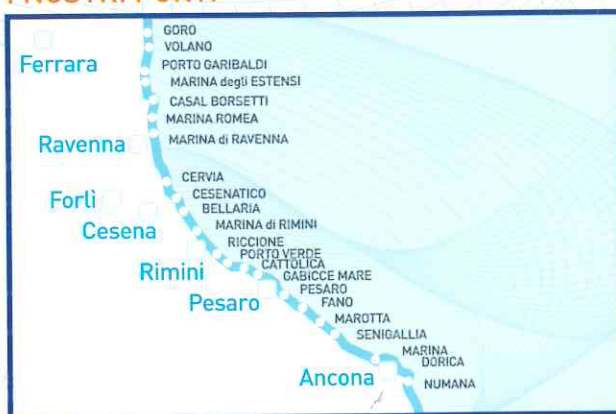 GORO
VOLANO
Ferrara
PORTO GARIBALDI
MARINA degli ESTENSI
CASAL BORSETTI
MARINA ROMEA
MARINA di RAVENNA
Ravenna
CERVIA
CESENATICO
Forlì
BELLARIA
Cesena
MARINA di RIMINI
RICCIONE
PORTO VERDE
Rimini
CATTOLICA
GABICCE MARE
PESARO
Pesaro
FANO
MAROTTA
SENIGALLIA
MARINA
DORICA
Ancona
NUMANA